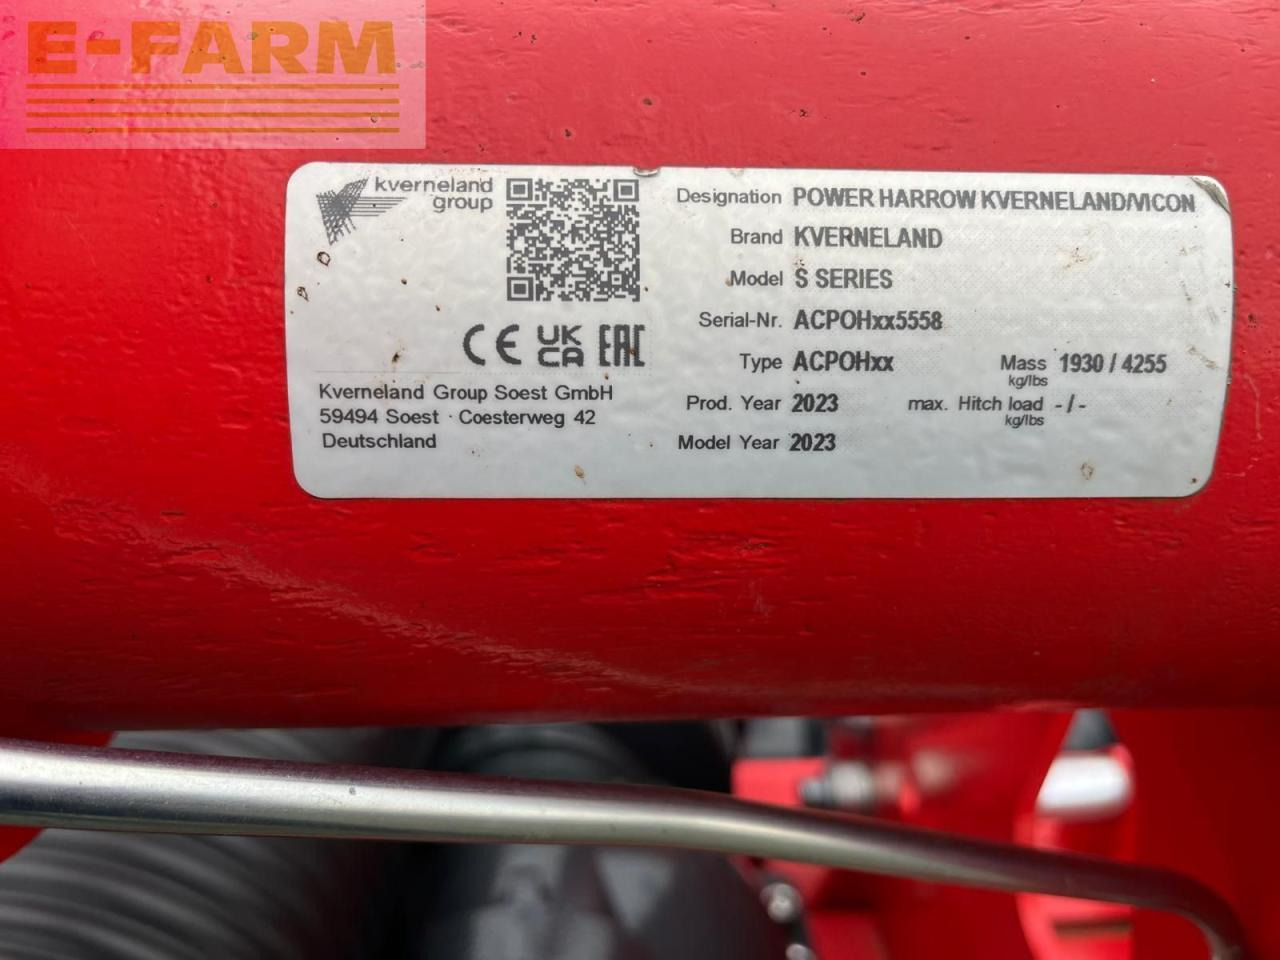 E-FARM
kverneland
group
Designation POWER HARROW KVERNELAND/VICON
Brand KVERNELAND
Model S SERIES
Serial-Nr. ACPOHxx5558
Type ACPOHxx Mass 1930 / 4255
kg/lbs
Prod. Year 2023 max. Hitch load - / -
kg/lbs
Model Year 2023
CE UK CA EAC
Kverneland Group Soest GmbH
59494 Soest · Coesterweg 42
Deutschland